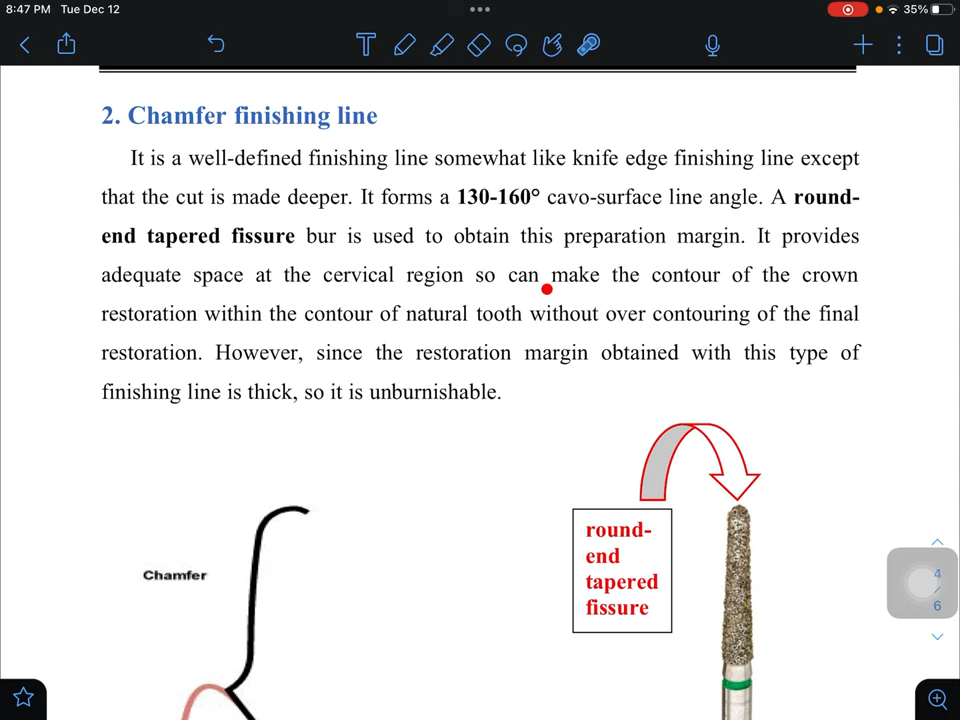 8:47 PM Tue Dec 12
35%
2. Chamfer finishing line
It is a well-defined finishing line somewhat like knife edge finishing line except
that the cut is made deeper. It forms a 130-160° cavo-surface line angle. A round-
end tapered fissure bur is used to obtain this preparation margin. It provides
adequate space at the cervical region so can make the contour of the crown
restoration within the contour of natural tooth without over contouring of the final
restoration. However, since the restoration margin obtained with this type of
finishing line is thick, so it is unburnishable.
round-
end
tapered
fissure
Chamfer
4
/
6